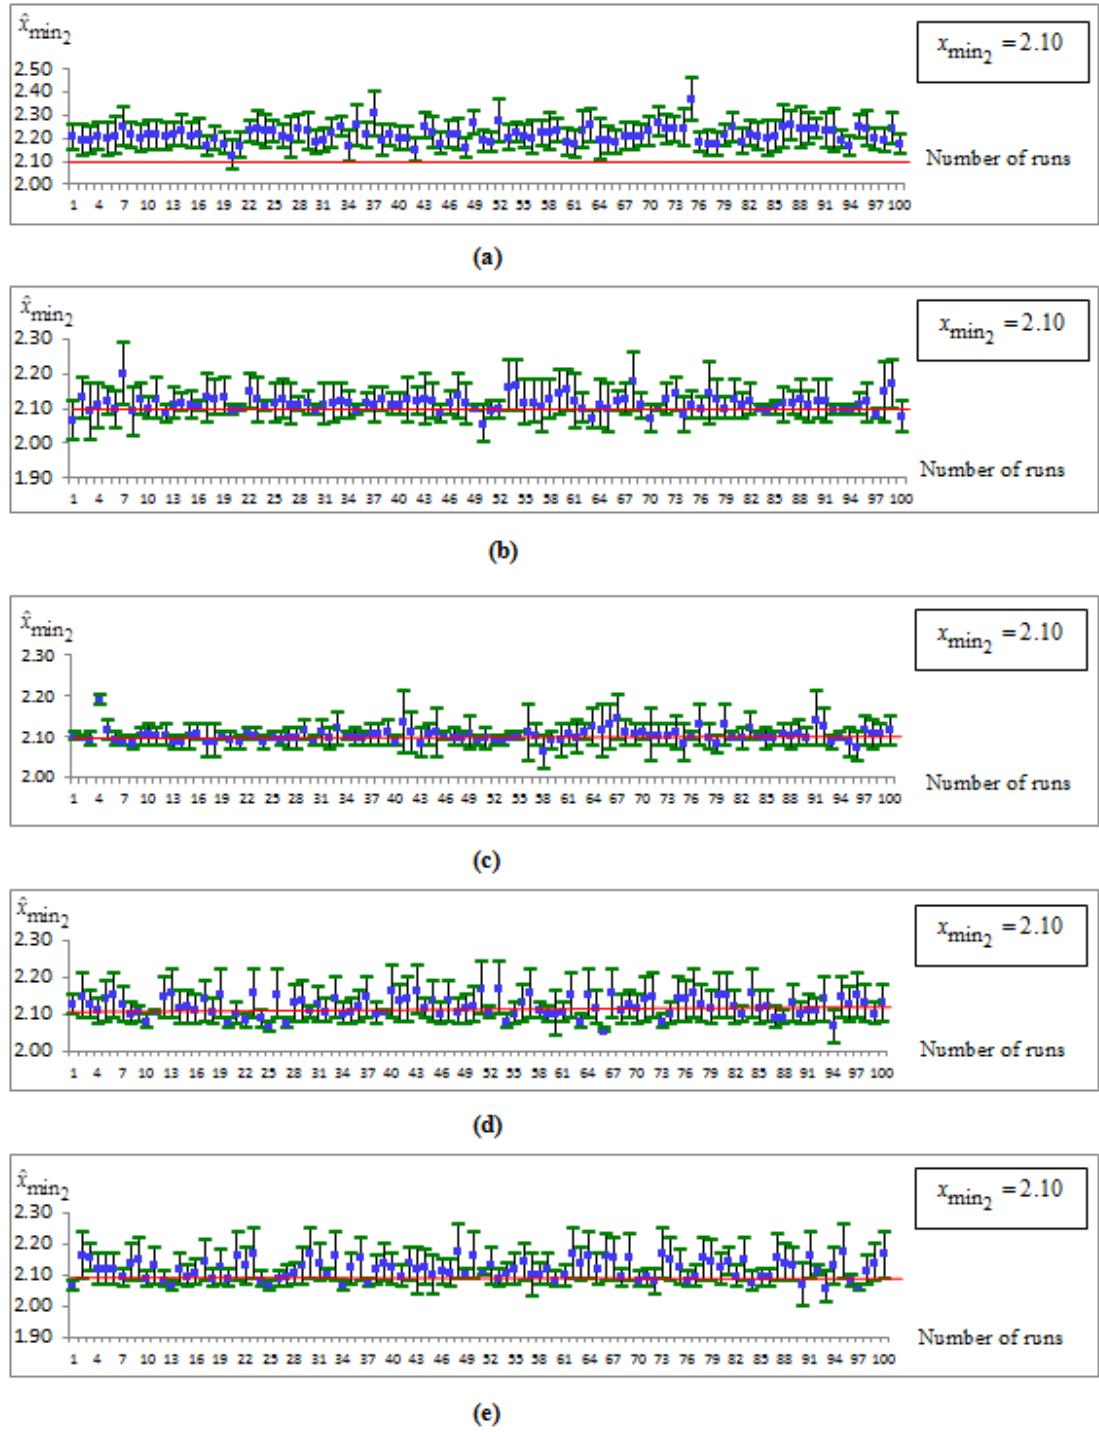 x̂min2
xmin2 = 2.10
2.50
2.40
2.30
2.20
2.10
2.00
Number of runs
1 4 7 10 13 16 19 22 25 28 31 34 37 40 43 46 49 52 55 58 61 64 67 70 73 76 79 82 85 88 91 94 97 100
(a)
x̂min2
xmin2 = 2.10
2.30
2.20
2.10
2.00
1.90
Number of runs
1 4 7 10 13 16 19 22 25 28 31 34 37 40 43 46 49 52 55 58 61 64 67 70 73 76 79 82 85 88 91 94 97 100
(b)
x̂min2
xmin2 = 2.10
2.30
2.20
2.10
2.00
Number of runs
1 4 7 10 13 16 19 22 25 28 31 34 37 40 43 46 49 52 55 58 61 64 67 70 73 76 79 82 85 88 91 94 97 100
(c)
x̂min2
xmin2 = 2.10
2.30
2.20
2.10
2.00
Number of runs
1 4 7 10 13 16 19 22 25 28 31 34 37 40 43 46 49 52 55 58 61 64 67 70 73 76 79 82 85 88 91 94 97 100
(d)
x̂min2
xmin2 = 2.10
2.30
2.20
2.10
2.00
1.90
Number of runs
1 4 7 10 13 16 19 22 25 28 31 34 37 40 43 46 49 52 55 58 61 64 67 70 73 76 79 82 85 88 91 94 97 100
(e)